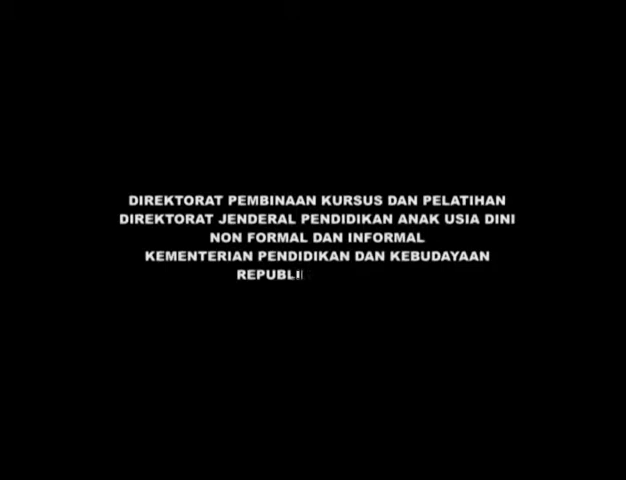 DIREKTORAT PEMBINAAN KURSUS DAN PELATIHAN
DIREKTORAT JENDERAL PENDIDIKAN ANAK USIA DINI
NON FORMAL DAN INFORMAL
KEMENTERIAN PENDIDIKAN DAN KEBUDAYAAN